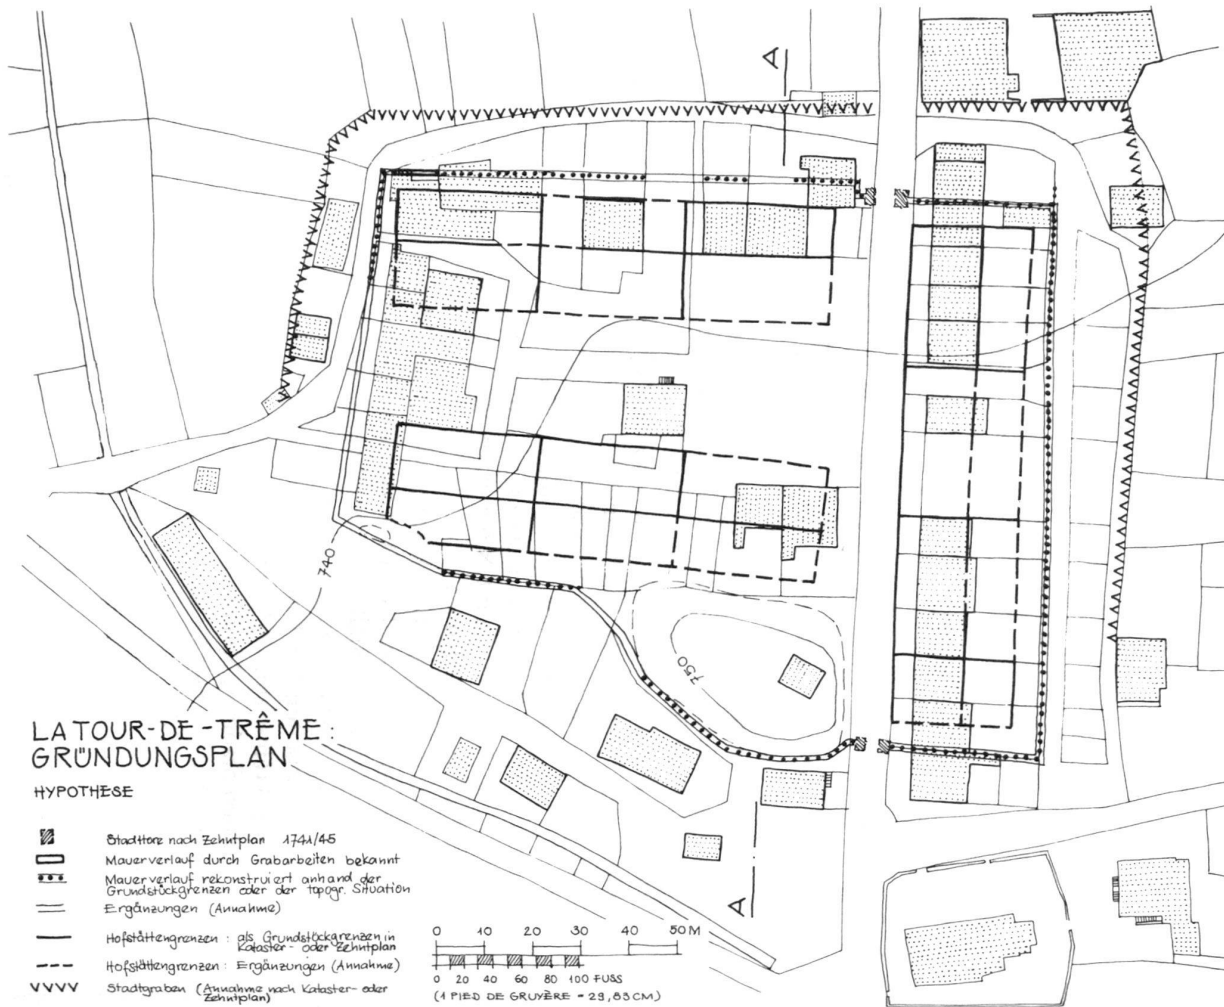 A
740
750
LA TOUR-DE-TRÊME:
GRÜNDUNGSPLAN
HYPOTHESE
Stadttore nach Zehntplan 1741/45
Mauerverlauf durch Grabarbeiten bekannt
Mauerverlauf rekonstruiert anhand der
Grundstückgrenzen oder der topogr. Situation
Ergänzungen (Annahme)
Hofstättengrenzen: als Grundstückgrenzen in
Kataster- oder Zehntplan
Hofstättengrenzen: Ergänzungen (Annahme)
Stadtgraben (Annahme nach Kataster- oder
Zehntplan)
A
0 10 20 30 40 50 M
0 20 40 60 80 100 FUSS
(1 PIED DE GRUYÈRE = 29,83 CM)